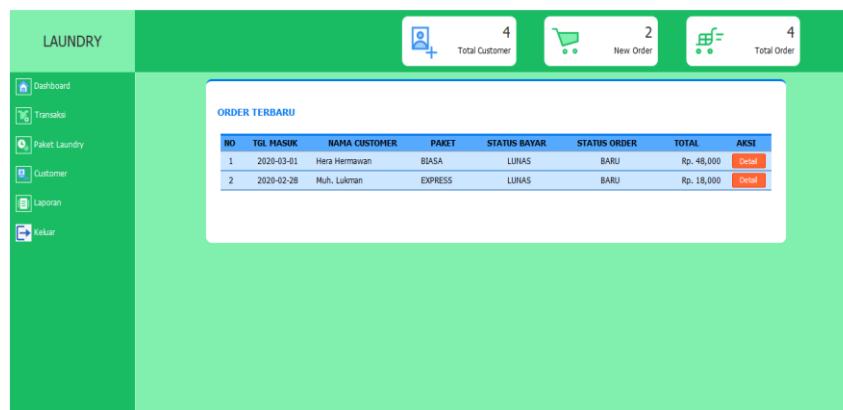 LAUNDRY
4
Total Customer
2
New Order
4
Total Order
Dashboard
Transaksi
Paket Laundry
Customer
Laporan
Keluar
ORDER TERBARU
NO TGL MASUK NAMA CUSTOMER PAKET STATUS BAYAR STATUS ORDER TOTAL AKSI
1 2020-03-01 Hera Hermawan BIASA LUNAS BARU Rp. 48,000 Detail
2 2020-02-28 Muh. Lukman EXPRESS LUNAS BARU Rp. 18,000 Detail